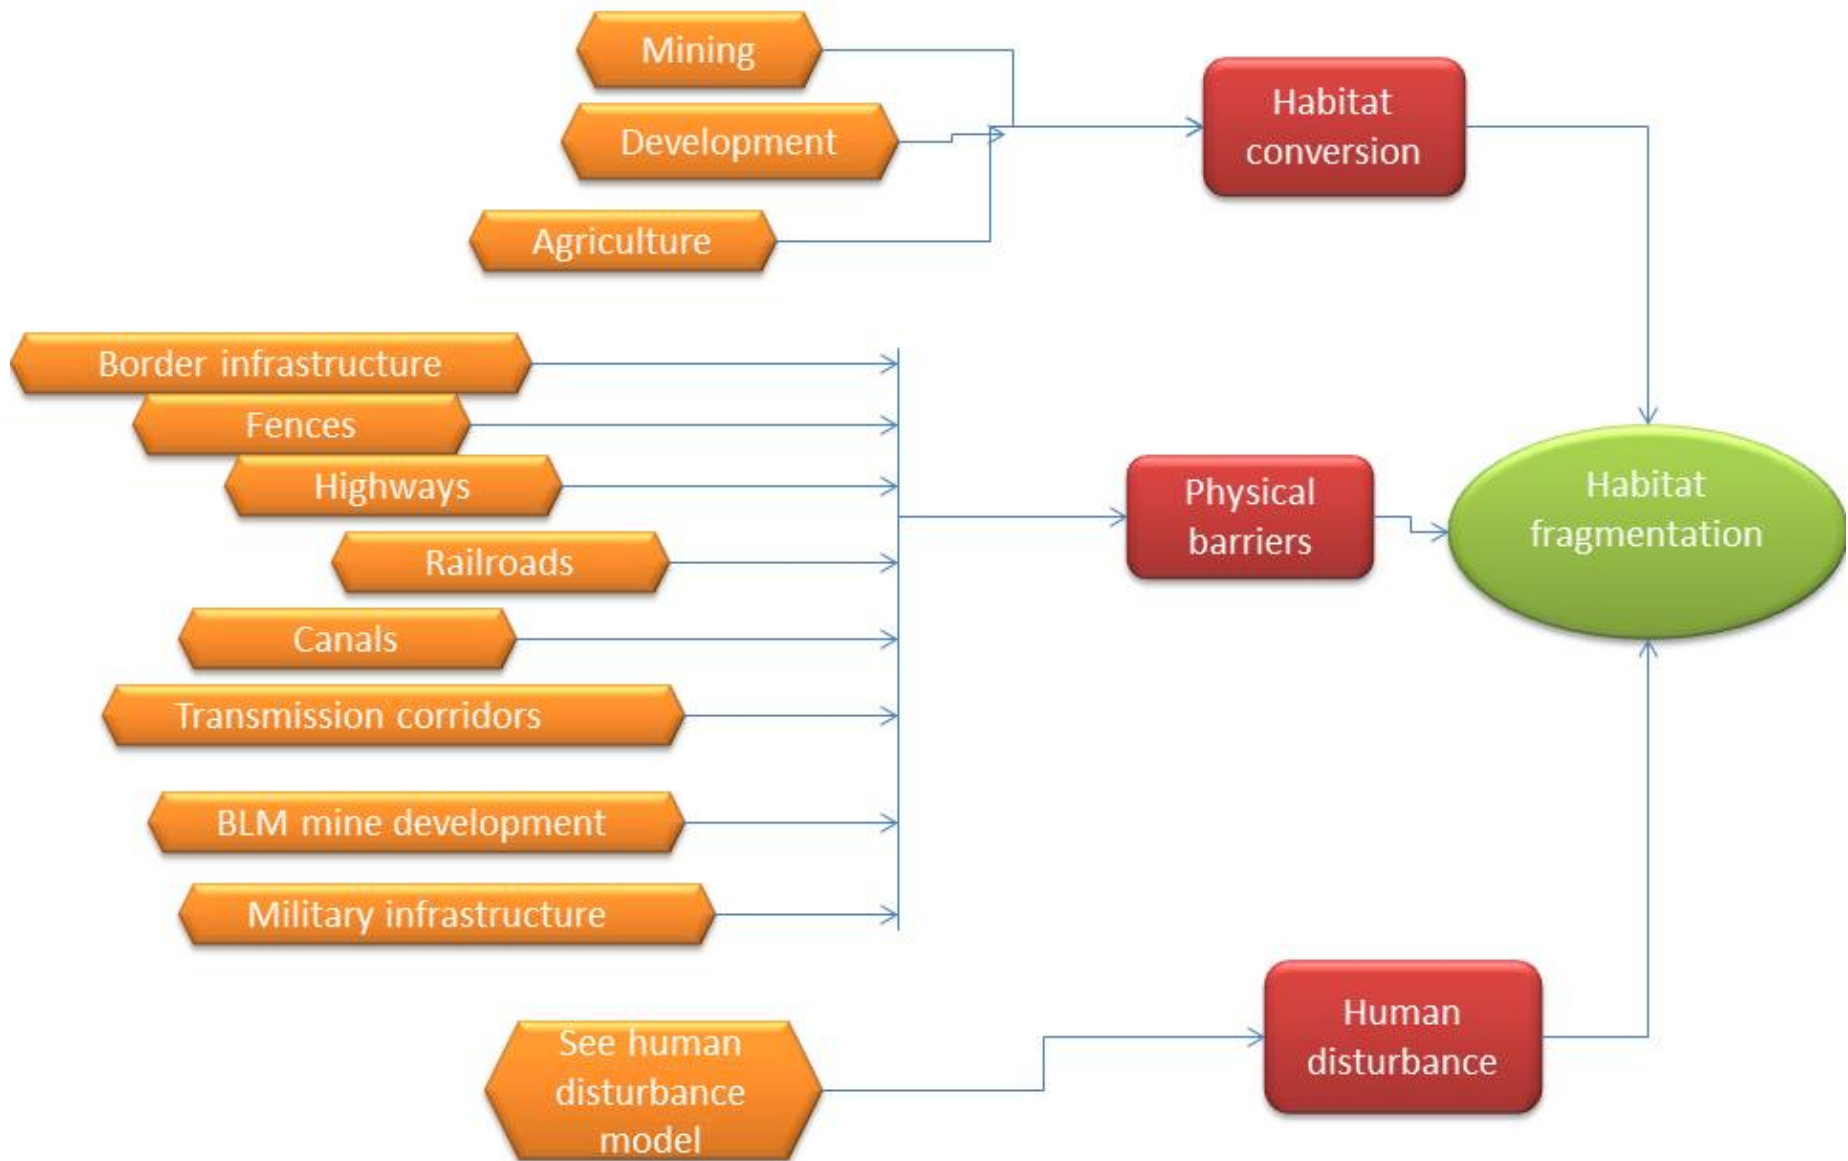 Mining
Development
Agriculture
Habitat
conversion
Border infrastructure
Fences
Highways
Railroads
Canals
Transmission corridors
BLM mine development
Military infrastructure
Physical
barriers
Habitat
fragmentation
See human
disturbance
model
Human
disturbance